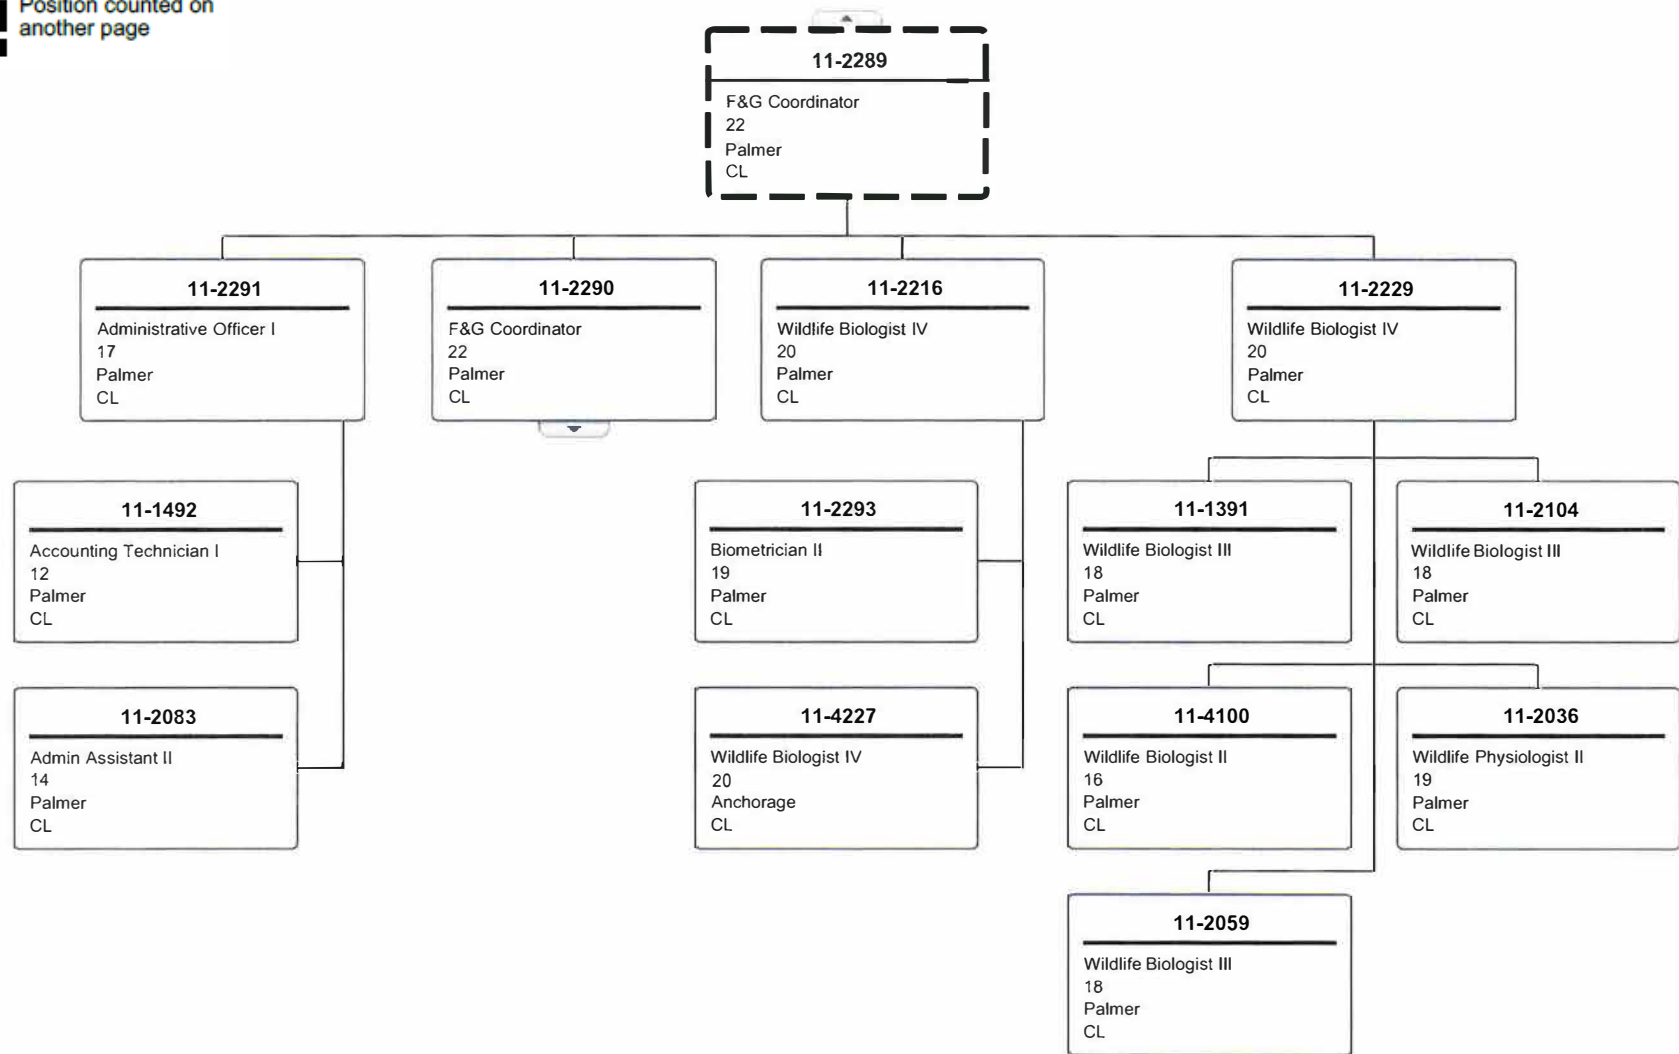 Position counted on
another page
11-2289
F&G Coordinator
22
Palmer
CL
11-2291
Administrative Officer I
17
Palmer
CL
11-2290
F&G Coordinator
22
Palmer
CL
11-2216
Wildlife Biologist IV
20
Palmer
CL
11-2229
Wildlife Biologist IV
20
Palmer
CL
11-1492
Accounting Technician I
12
Palmer
CL
11-2293
Biometrician II
19
Palmer
CL
11-1391
Wildlife Biologist III
18
Palmer
CL
11-2104
Wildlife Biologist III
18
Palmer
CL
11-2083
Admin Assistant II
14
Palmer
CL
11-4227
Wildlife Biologist IV
20
Anchorage
CL
11-4100
Wildlife Biologist II
16
Palmer
CL
11-2036
Wildlife Physiologist II
19
Palmer
CL
11-2059
Wildlife Biologist III
18
Palmer
CL